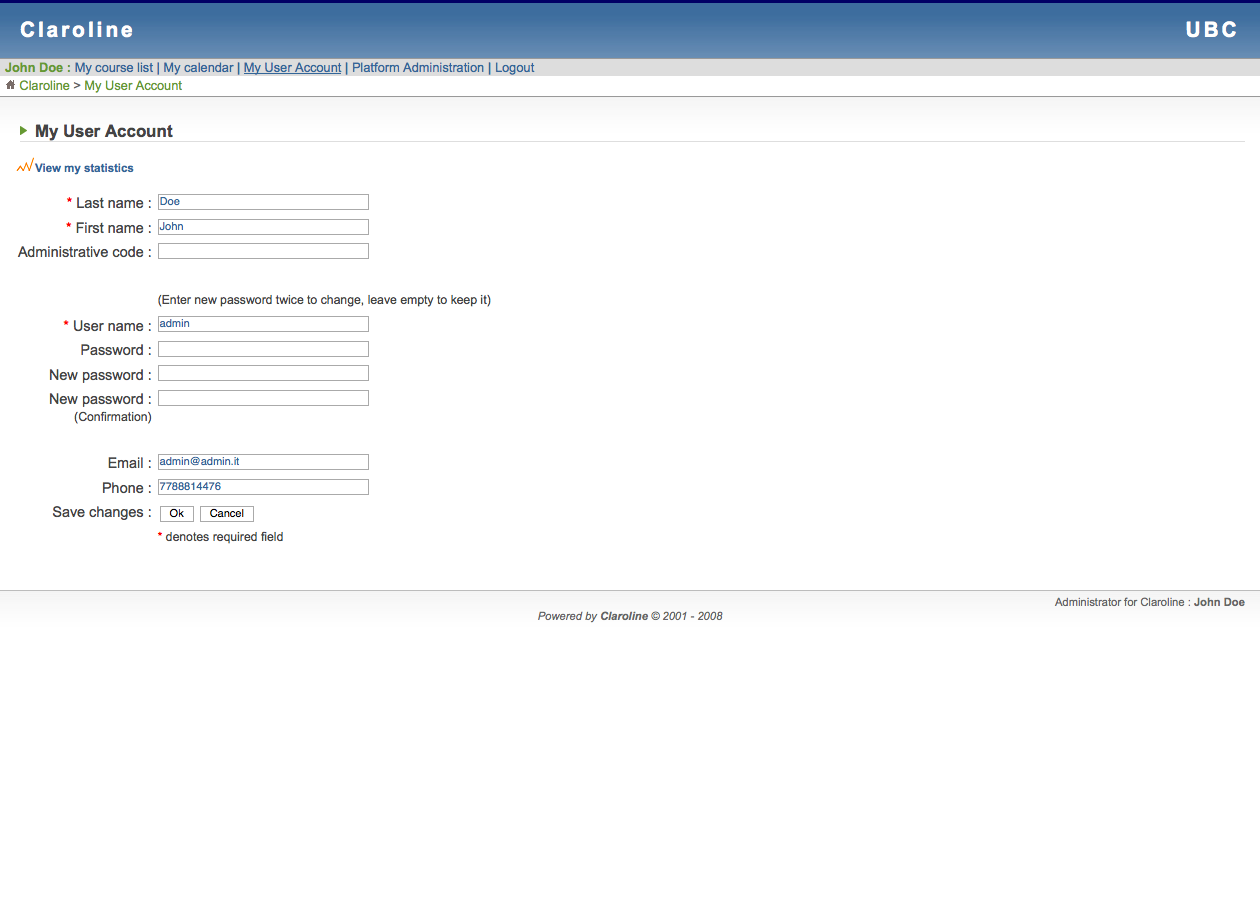 Claroline UBC
John Doe : My course list | My calendar | My User Account | Platform Administration | Logout
Claroline > My User Account
My User Account
View my statistics
* Last name : Doe
* First name : John
Administrative code :
(Enter new password twice to change, leave empty to keep it)
* User name : admin
Password :
New password :
New password :
(Confirmation)
Email : admin@admin.it
Phone : 7788814476
Save changes : Ok Cancel
* denotes required field
Administrator for Claroline : John Doe
Powered by Claroline © 2001 - 2008